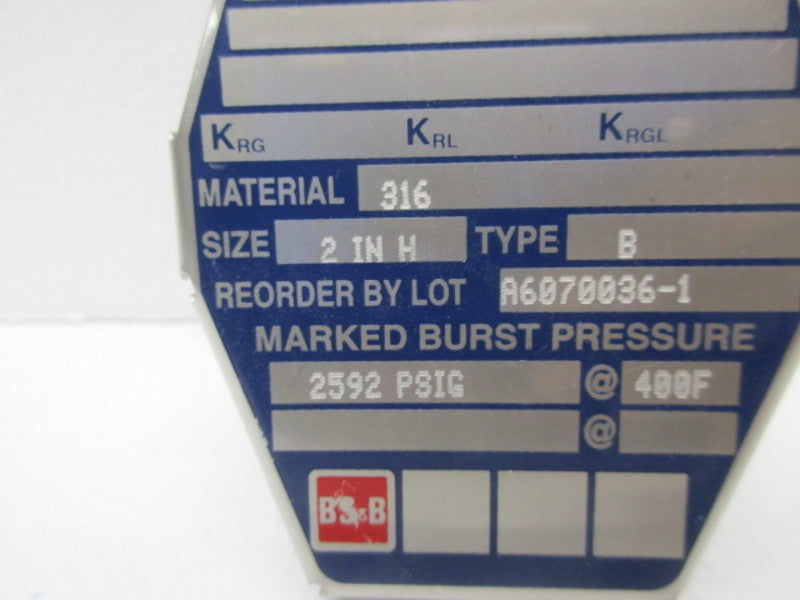 KRG KRL KRGL
MATERIAL 316
SIZE 2 IN H TYPE B
REORDER BY LOT A6070036-1
MARKED BURST PRESSURE
2592 PSIG @ 400F
@
BS&B